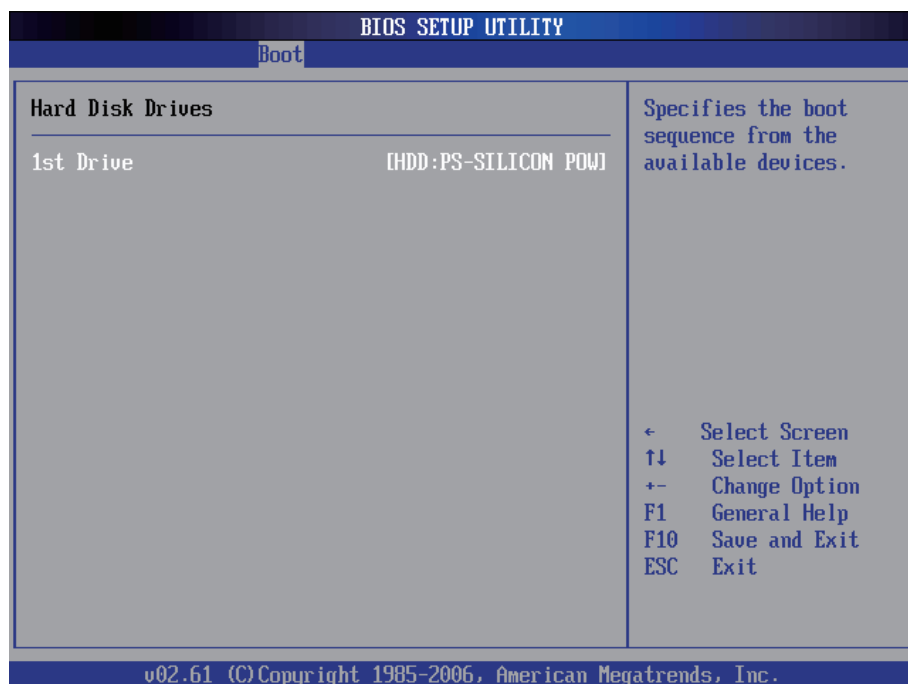 BIOS SETUP UTILITY
Boot
Hard Disk Drives
1st Drive [HDD:PS-SILICON POW]
Specifies the boot
sequence from the
available devices.
← Select Screen
↑↓ Select Item
+- Change Option
F1 General Help
F10 Save and Exit
ESC Exit
v02.61 (C)Copyright 1985-2006, American Megatrends, Inc.